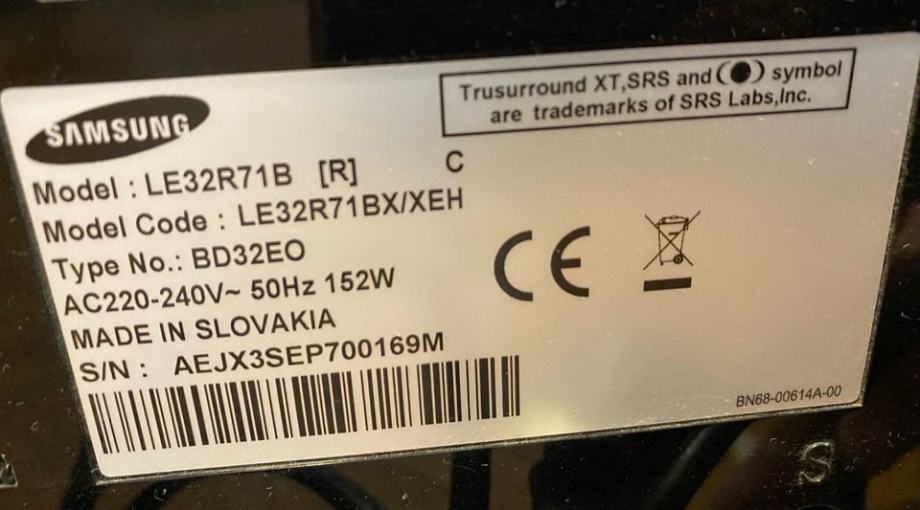 SAMSUNG
Trusurround XT,SRS and (●) symbol
are trademarks of SRS Labs,Inc.
Model : LE32R71B [R] C
Model Code : LE32R71BX/XEH
Type No.: BD32EO
AC220-240V~ 50Hz 152W
MADE IN SLOVAKIA
S/N : AEJX3SEP700169M
CE
BN68-00614A-00
S